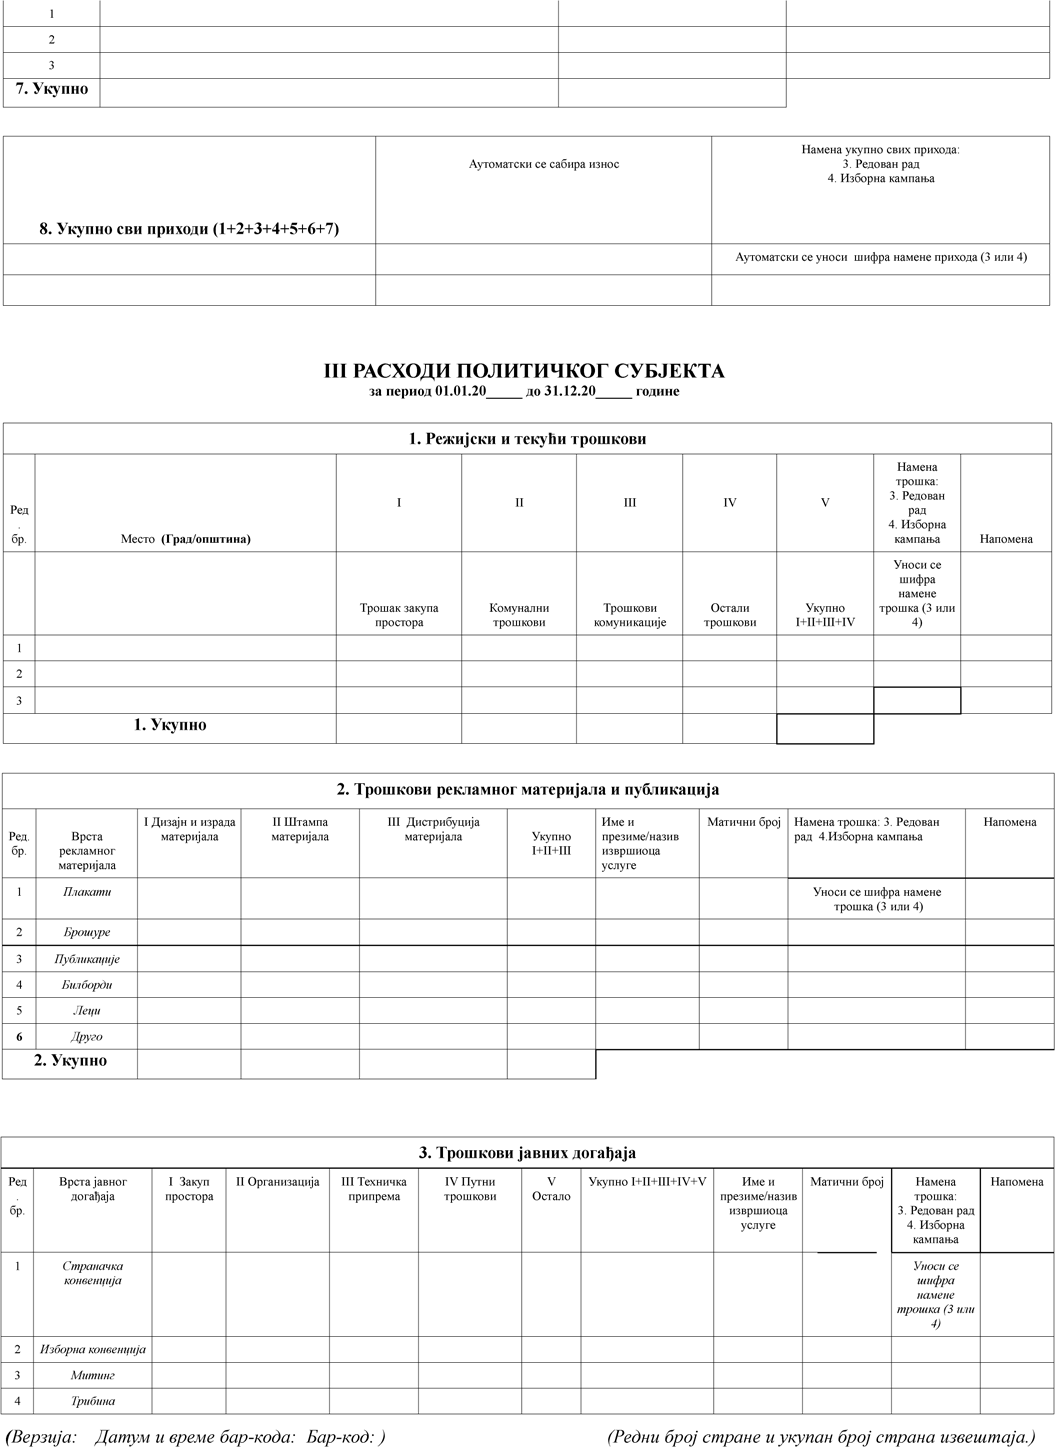 1
2
3
7. Укупно
8. Укупно сви приходи (1+2+3+4+5+6+7)
Аутоматски се сабира износ
Намена укупно свих прихода:
3. Редован рад
4. Изборна кампања
Аутоматски се уноси шифра намене прихода (3 или 4)
III РАСХОДИ ПОЛИТИЧКОГ СУБЈЕКТА
за период 01.01.20_____ до 31.12.20_____ године
1. Режијски и текући трошкови
Ред
.
бр.
Место (Град/општина)
I
II
III
IV
V
Намена
трошка:
3. Редован
рад
4. Изборна
кампања
Напомена
Трошак закупа
простора
Комунални
трошкови
Трошкови
комуникације
Остали
трошкови
Укупно
I+II+III+IV
Уноси се
шифра
намене
трошка (3 или
4)
1
2
3
1. Укупно
2. Трошкови рекламног материјала и публикација
Ред.
бр.
Врста
рекламног
материјала
I Дизајн и израда
материјала
II Штампа
материјала
III Дистрибуција
материјала
Укупно
I+II+III
Име и
презиме/назив
извршиоца
услуге
Матични број
Намена трошка: 3. Редован
рад 4.Изборна кампања
Напомена
1 Плакати
Уноси се шифра намене
трошка (3 или 4)
2 Брошуре
3 Публикације
4 Билборди
5 Леци
6 Друго
2. Укупно
3. Трошкови јавних догађаја
Ред
.
бр.
Врста јавног
догађаја
I Закуп
простора
II Организација
III Техничка
припрема
IV Путни
трошкови
V
Остало
Укупно I+II+III+IV+V
Име и
презиме/назив
извршиоца
услуге
Матични број
Намена
трошка:
3. Редован рад
4. Изборна
кампања
Напомена
1 Страначка
конвенција
Уноси се
шифра
намене
трошка (3 или
4)
2 Изборна конвенција
3 Митинг
4 Трибина
(Верзија: Датум и време бар-кода: Бар-код: )
(Редни број стране и укупан број страна извештаја.)